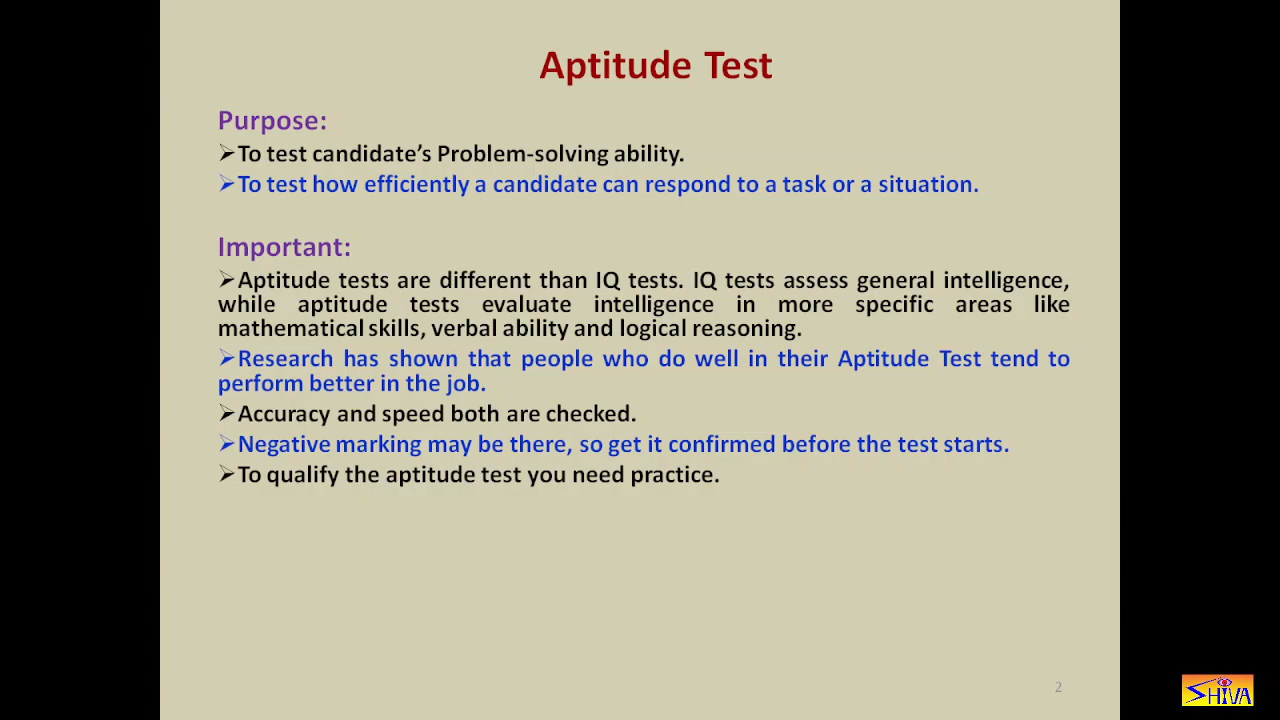 Aptitude Test
Purpose:
➢To test candidate’s Problem-solving ability.
➢To test how efficiently a candidate can respond to a task or a situation.
Important:
➢Aptitude tests are different than IQ tests. IQ tests assess general intelligence,
while aptitude tests evaluate intelligence in more specific areas like
mathematical skills, verbal ability and logical reasoning.
➢Research has shown that people who do well in their Aptitude Test tend to
perform better in the job.
➢Accuracy and speed both are checked.
➢Negative marking may be there, so get it confirmed before the test starts.
➢To qualify the aptitude test you need practice.
2
SHIVA